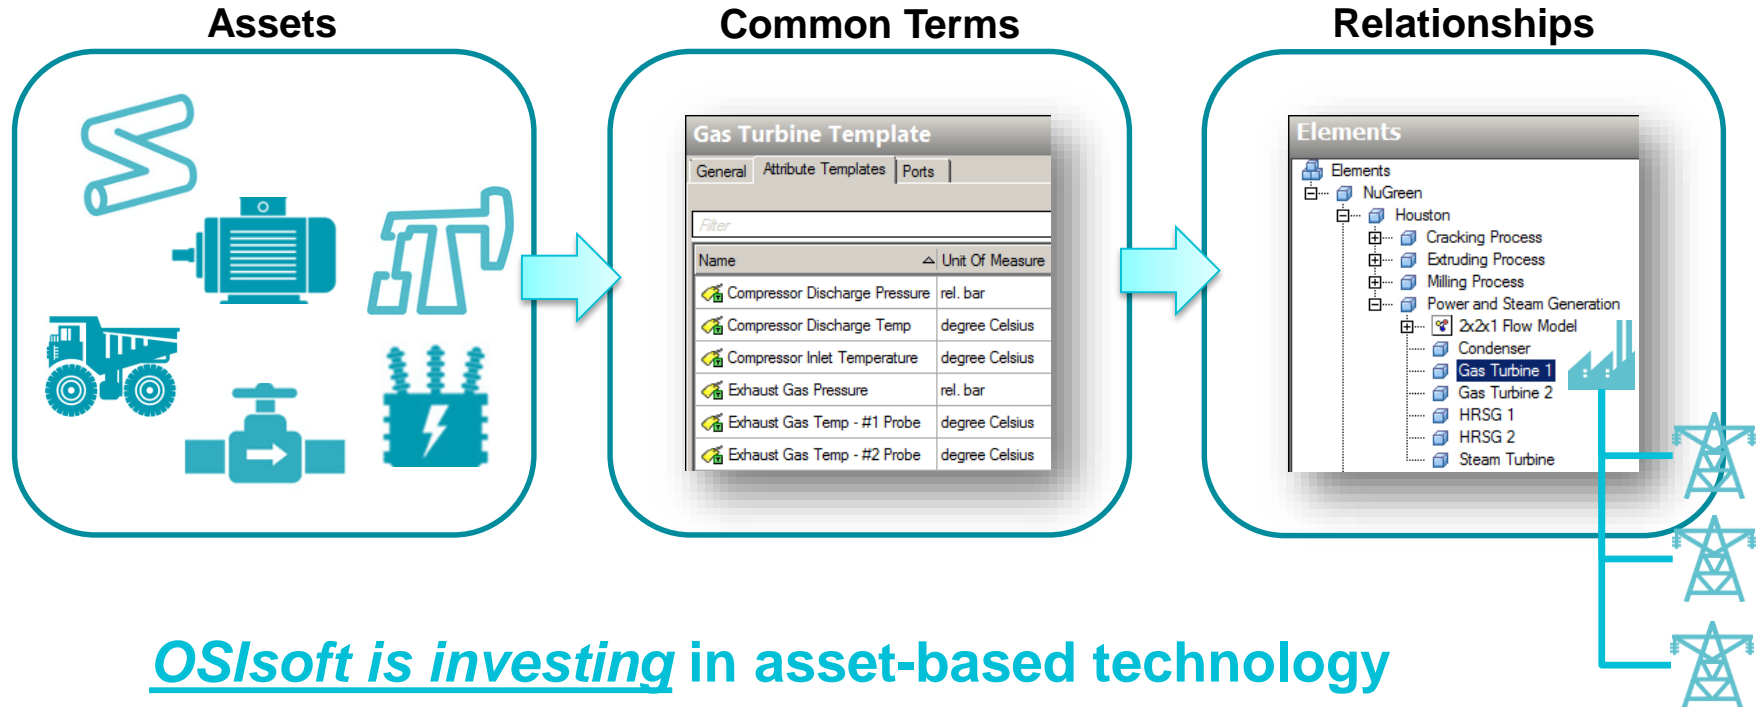 Assets
Common Terms
Relationships
Gas Turbine Template
General Attribute Templates Ports
Filter
Name Unit Of Measure
Compressor Discharge Pressure rel. bar
Compressor Discharge Temp degree Celsius
Compressor Inlet Temperature degree Celsius
Exhaust Gas Pressure rel. bar
Exhaust Gas Temp - #1 Probe degree Celsius
Exhaust Gas Temp - #2 Probe degree Celsius
Elements
Elements
NuGreen
Houston
Cracking Process
Extruding Process
Milling Process
Power and Steam Generation
2x2x1 Flow Model
Condenser
Gas Turbine 1
Gas Turbine 2
HRSG 1
HRSG 2
Steam Turbine
OSIsoft is investing in asset-based technology